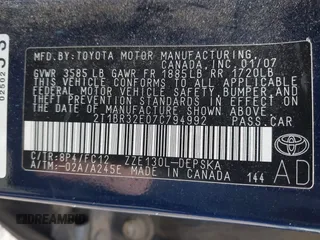 MFD.BY: TOYOTA MOTOR MANUFACTURING
CANADA, INC. 01/07
GVWR 3585LB GAWR FR 1885LB RR 1720LB
THIS VEHICLE CONFORMS TO ALL APPLICABLE
FEDERAL MOTOR VEHICLE SAFETY, BUMPER, AND
THEFT PREVENTION STANDARDS IN EFFECT ON
THE DATE OF MANUFACTURE SHOWN ABOVE.
2T1BR32E07C794992 PASS.CAR
C/TR: 8P4/FC12 ZZE130L-DEPSKA
A/TM: -02A/A245E MADE IN CANADA 144
AD
TOYOTA
02502